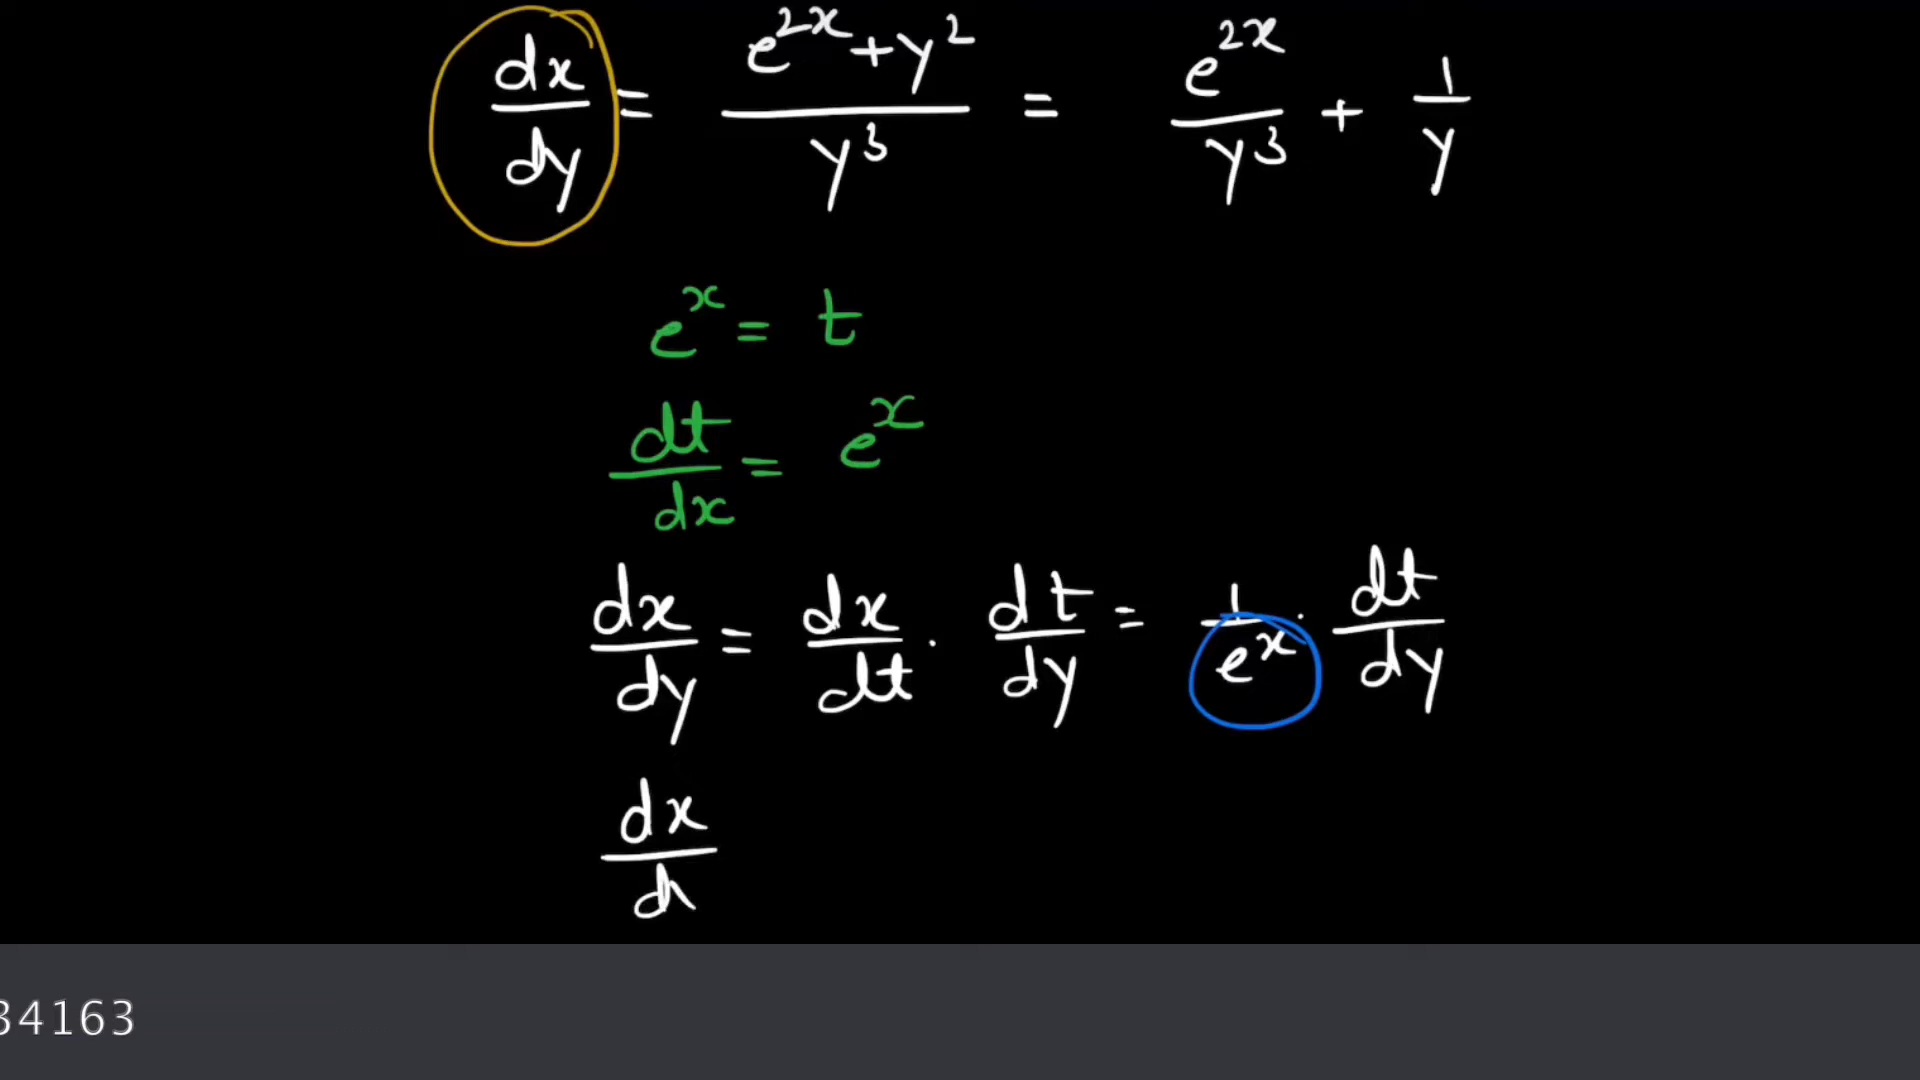 dx/dy = e^2x + y^2 / y^3 = e^2x / y^3 + 1/y
e^x = t
dt/dx = e^x
dx/dy = dx/dt · dt/dy = 1/e^x · dt/dy
dx/d
34163